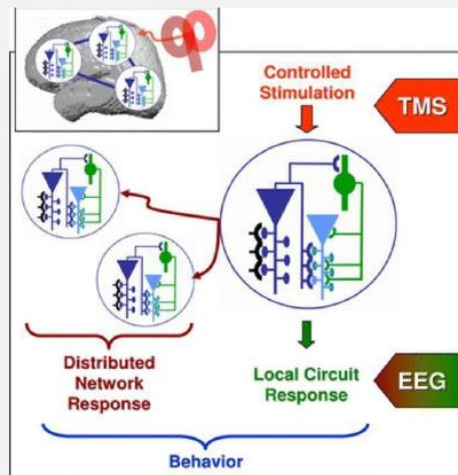 Controlled
Stimulation
TMS
Distributed
Network
Response
Local Circuit
Response
EEG
Behavior